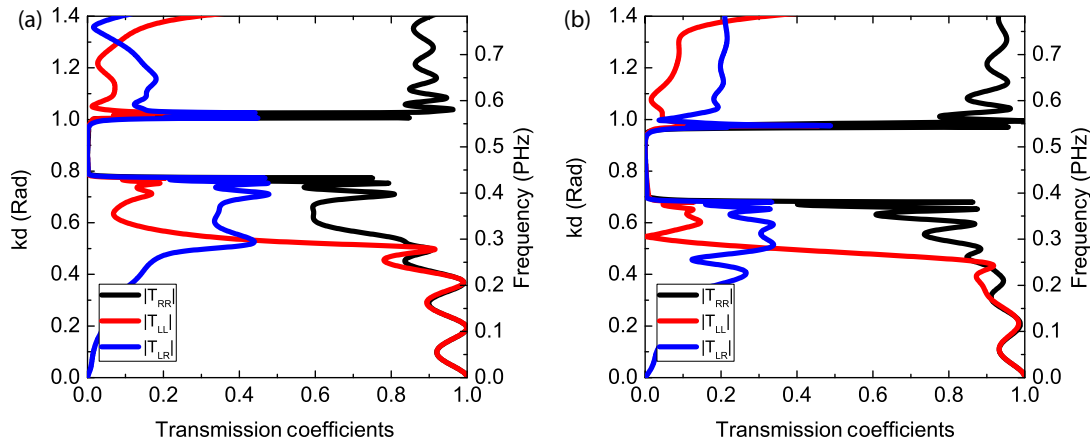 (a)
1.4
1.2
1.0
0.8
0.6
0.4
0.2
0.0
kd (Rad)
|T_RR|
|T_LL|
|T_LR|
0.0 0.2 0.4 0.6 0.8 1.0
Transmission coefficients
0.7
0.6
0.5
0.4
0.3
0.2
0.1
0.0
Frequency (PHz)
(b)
1.4
1.2
1.0
0.8
0.6
0.4
0.2
0.0
kd (Rad)
|T_RR|
|T_LL|
|T_LR|
0.0 0.2 0.4 0.6 0.8 1.0
Transmission coefficients
0.7
0.6
0.5
0.4
0.3
0.2
0.1
0.0
Frequency (PHz)